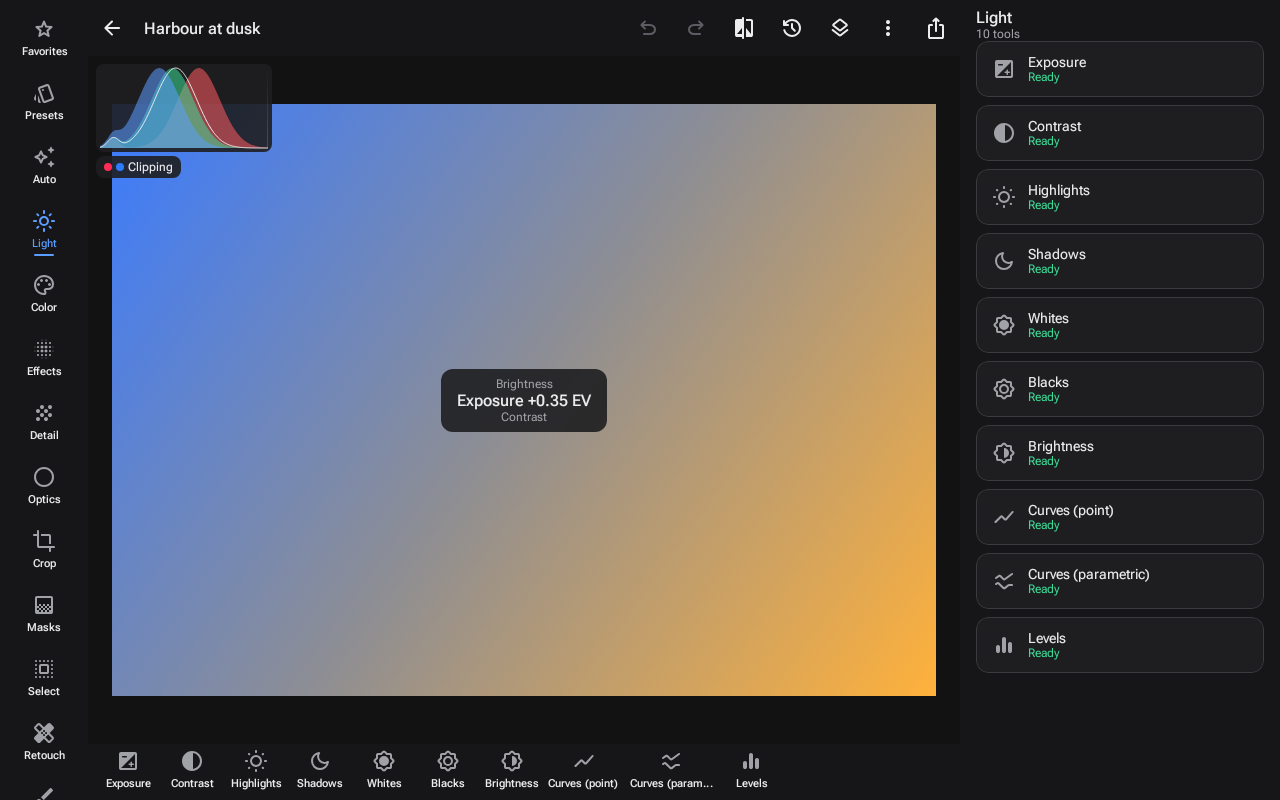 Favorites
Presets
Auto
Light
Color
Effects
Detail
Optics
Crop
Masks
Select
Retouch
Harbour at dusk
Clipping
Brightness
Exposure +0.35 EV
Contrast
Exposure
Contrast
Highlights
Shadows
Whites
Blacks
Brightness
Curves (point)
Curves (param...
Levels
Light
10 tools
Exposure
Ready
Contrast
Ready
Highlights
Ready
Shadows
Ready
Whites
Ready
Blacks
Ready
Brightness
Ready
Curves (point)
Ready
Curves (parametric)
Ready
Levels
Ready